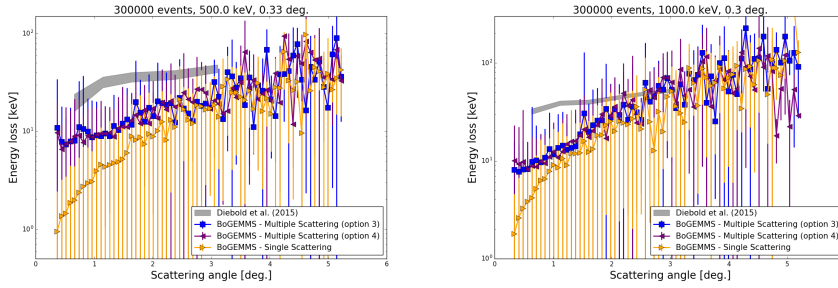 300000 events, 500.0 keV, 0.33 deg.
Energy loss [keV]
10²
10¹
10⁰
Diebold et al. (2015)
BoGEMMS - Multiple Scattering (option 3)
BoGEMMS - Multiple Scattering (option 4)
BoGEMMS - Single Scattering
0 1 2 3 4 5 6
Scattering angle [deg.]
300000 events, 1000.0 keV, 0.3 deg.
Energy loss [keV]
10²
10¹
10⁰
Diebold et al. (2015)
BoGEMMS - Multiple Scattering (option 3)
BoGEMMS - Multiple Scattering (option 4)
BoGEMMS - Single Scattering
0 1 2 3 4 5 6
Scattering angle [deg.]